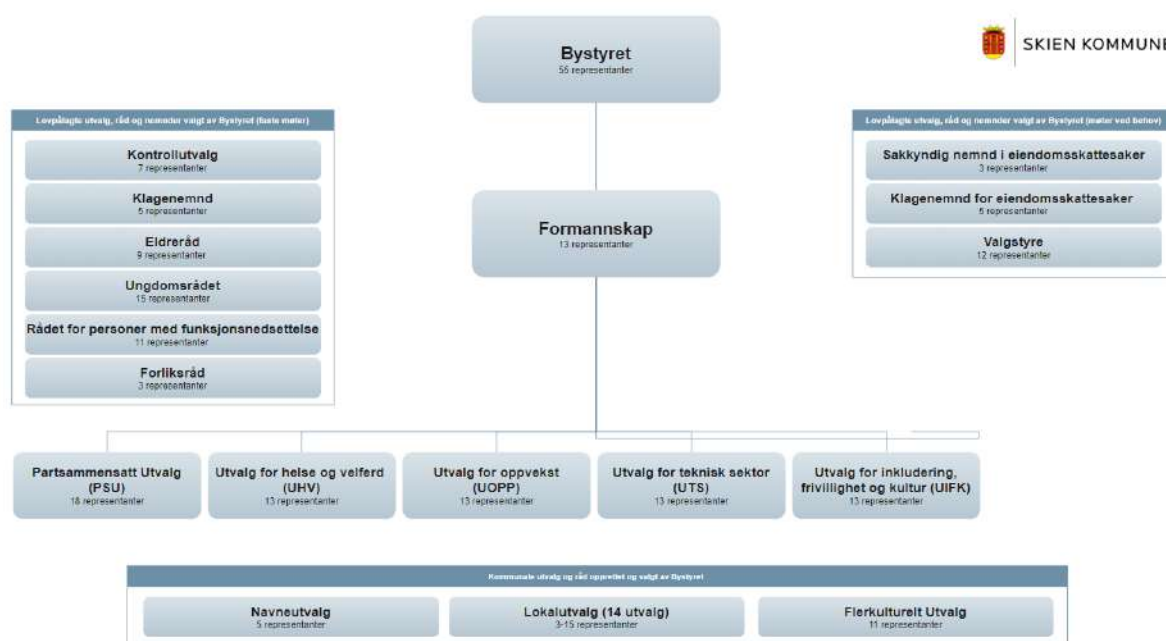 Bystyret
55 representanter
SKIEN KOMMUNE
Lovpålagte utvalg, råd og nemnder valgt av Bystyret (faste møter)
Kontrollutvalg
7 representanter
Klagenemnd
5 representanter
Eldreråd
9 representanter
Ungdomsrådet
15 representanter
Rådet for personer med funksjonsnedsettelse
11 representanter
Forliksråd
3 representanter
Formannskap
13 representanter
Lovpålagte utvalg, råd og nemnder valgt av Bystyret (møter ved behov)
Sakkyndig nemnd i eiendomsskattesaker
3 representanter
Klagenemnd for eiendomsskattesaker
5 representanter
Valgstyre
12 representanter
Partsammensatt Utvalg
(PSU)
18 representanter
Utvalg for helse og velferd
(UHV)
13 representanter
Utvalg for oppvekst
(UOPP)
13 representanter
Utvalg for teknisk sektor
(UTS)
13 representanter
Utvalg for inkludering,
frivillighet og kultur (UIFK)
13 representanter
Kommunale utvalg og råd opprettet og valgt av Bystyret
Navneutvalg
5 representanter
Lokalutvalg (14 utvalg)
3-15 representanter
Flerkulturelt Utvalg
11 representanter